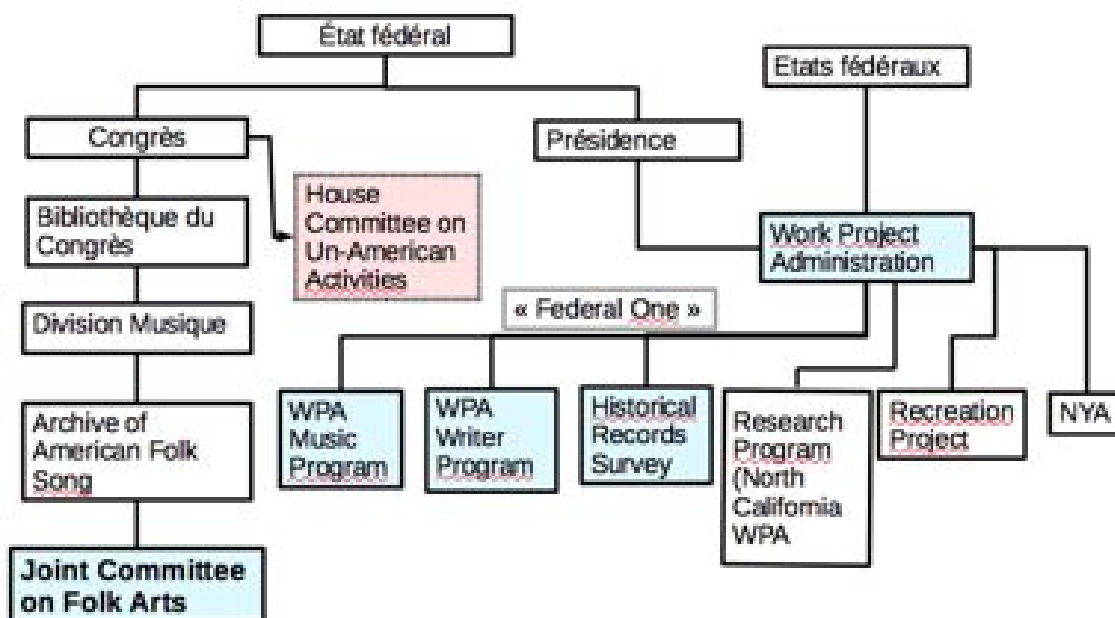 État fédéral
Etats fédéraux
Congrès
Présidence
House
Committee on
Un-American
Activities
Bibliothèque du
Congrès
Work Project
Administration
« Federal One »
Division Musique
WPA
Music
Program
WPA
Writer
Program
Historical
Records
Survey
Research
Program
(North
California
WPA
Recreation
Project
NYA
Archive of
American Folk
Song
Joint Committee
on Folk Arts